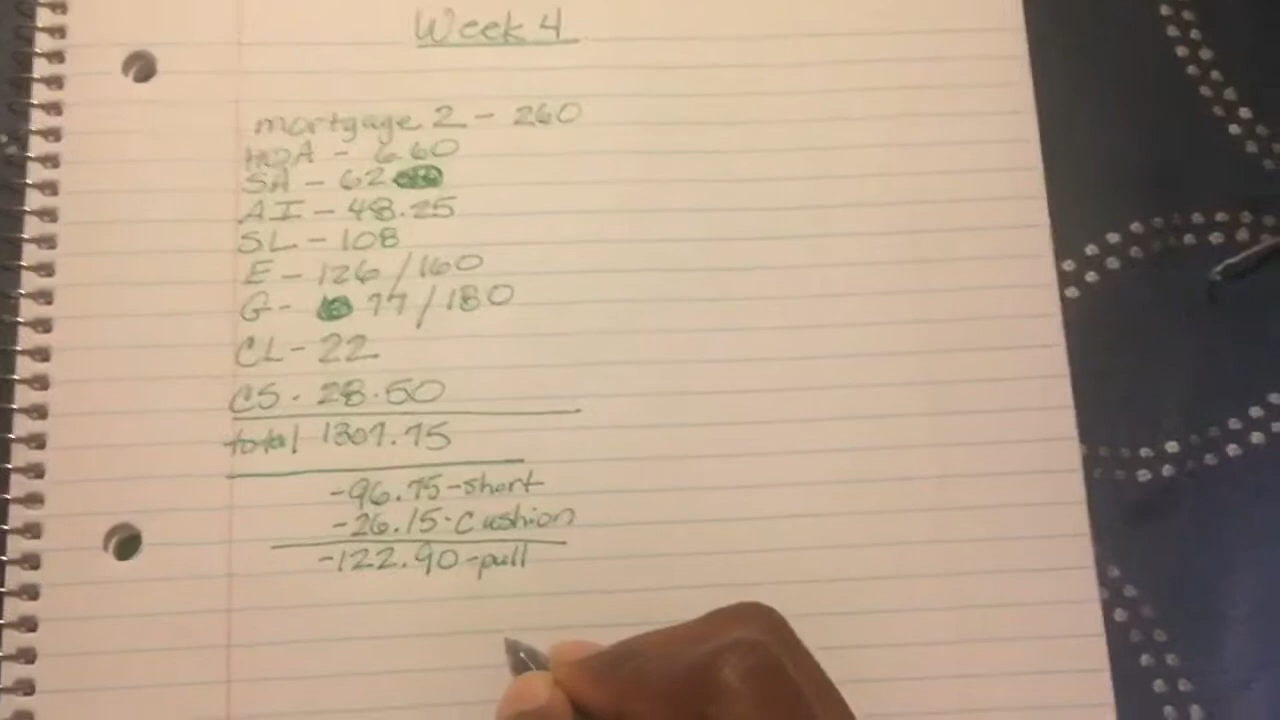 Week 4
mortgage 2 - 260
HOA - 660
SA - 62
AI - 48.25
SL - 108
E - 126/160
G - 77/180
CL - 22
CS - 28.50
total 1307.75
-96.75 - short
-26.15 - cushion
-122.90 - pull